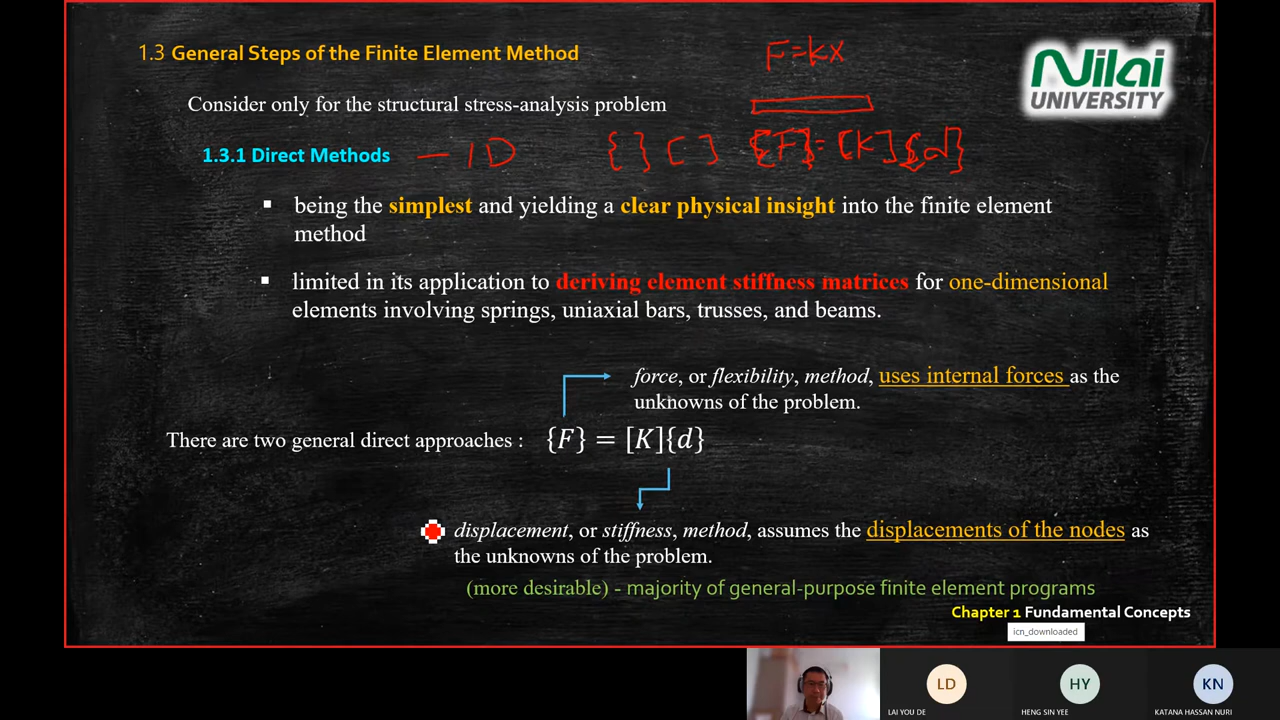 1.3 General Steps of the Finite Element Method
F=kx
Nilai
UNIVERSITY
Consider only for the structural stress-analysis problem
1.3.1 Direct Methods — 1D { } [ ] {F}=[K]{d}
▪ being the simplest and yielding a clear physical insight into the finite element
method
▪ limited in its application to deriving element stiffness matrices for one-dimensional
elements involving springs, uniaxial bars, trusses, and beams.
force, or flexibility, method, uses internal forces as the
unknowns of the problem.
There are two general direct approaches : {F} = [K]{d}
displacement, or stiffness, method, assumes the displacements of the nodes as
the unknowns of the problem.
(more desirable) - majority of general-purpose finite element programs
Chapter 1 Fundamental Concepts
icn_downloaded
LD
HY
KN
LAI YOU DE
HENG SIN YEE
KATANA HASSAN NURI